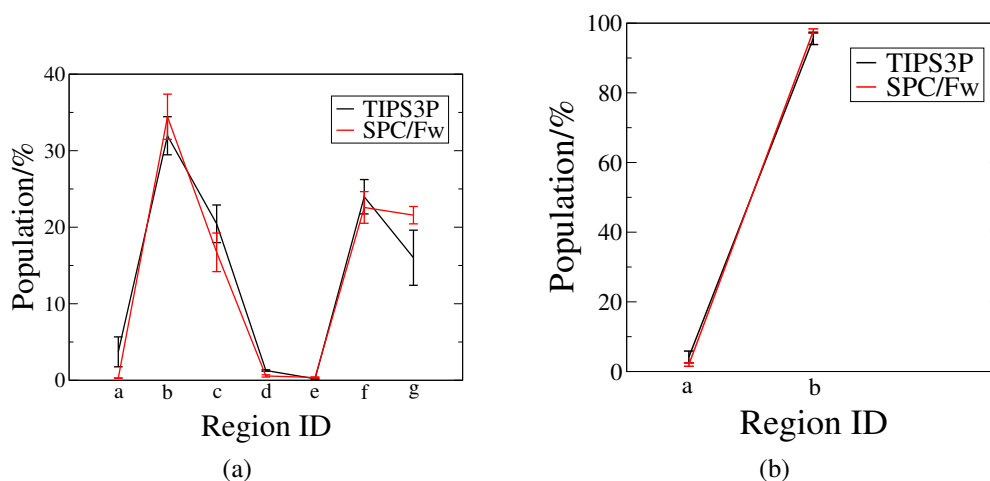 40
30
20
10
0
Population/%
TIPS3P
SPC/Fw
a b c d e f g
Region ID
(a)
100
80
60
40
20
0
Population/%
TIPS3P
SPC/Fw
a b
Region ID
(b)